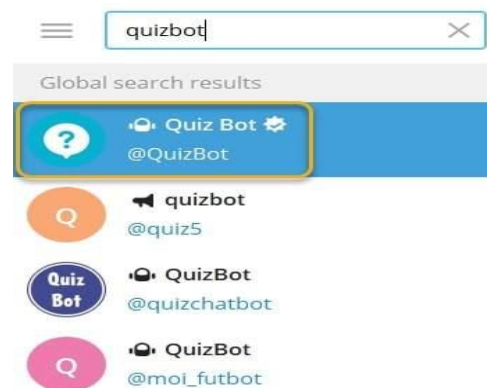 quizbot
Global search results
Quiz Bot
@QuizBot
Q
quizbot
@quiz5
Quiz
Bot
QuizBot
@quizchatbot
Q
QuizBot
@moi_futbot